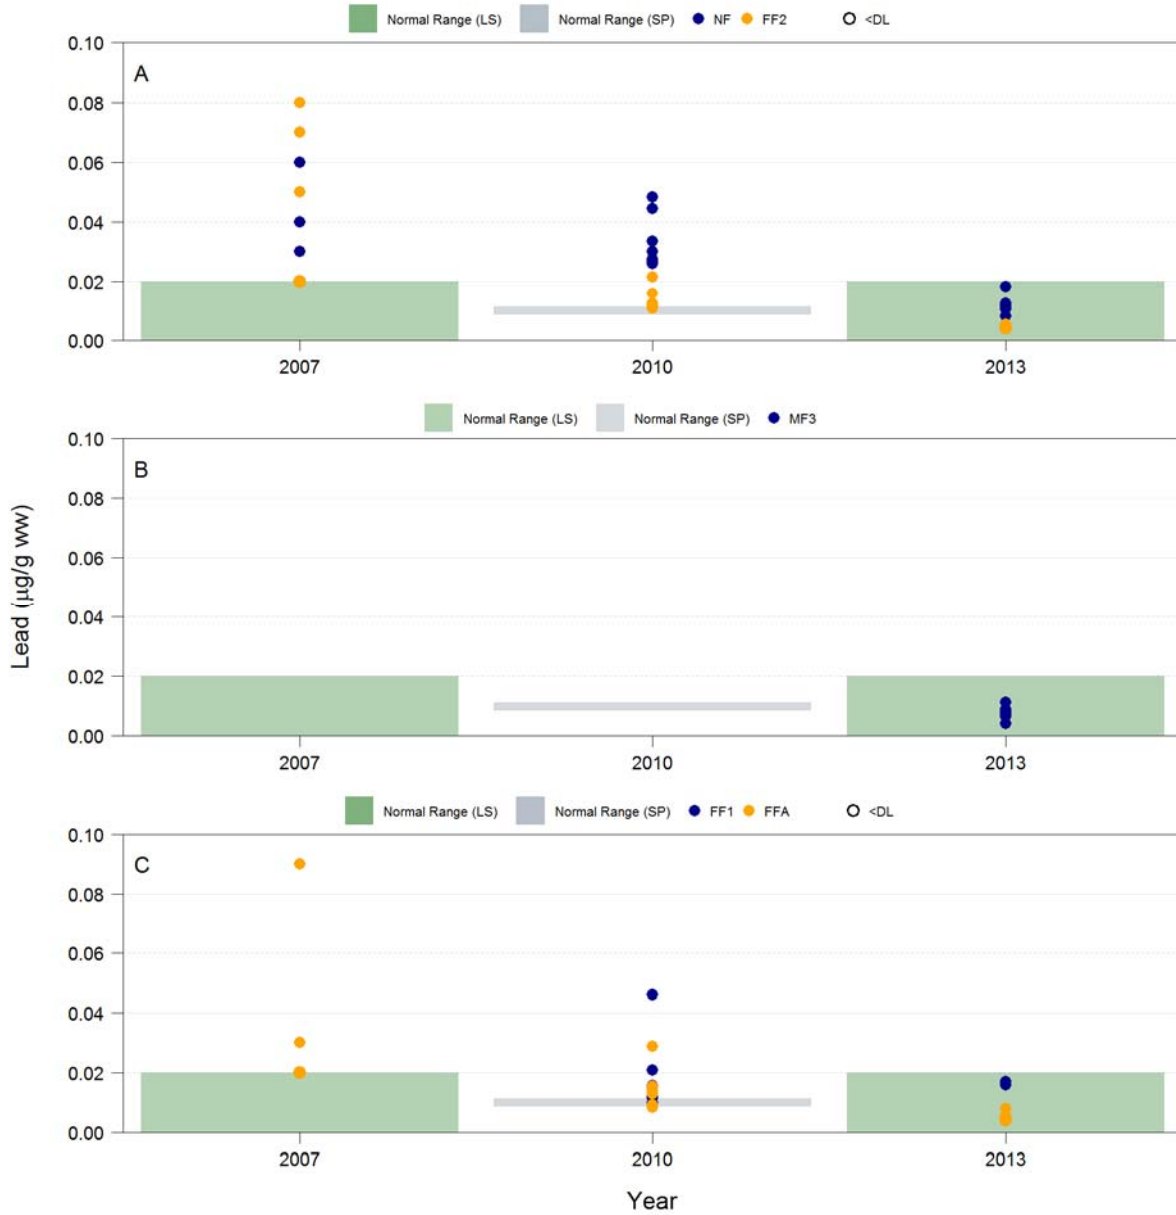 Normal Range (LS) Normal Range (SP) NF FF2 <DL
A
0.10
0.08
0.06
0.04
0.02
0.00
2007 2010 2013
Normal Range (LS) Normal Range (SP) MF3
B
0.10
0.08
0.06
0.04
0.02
0.00
2007 2010 2013
Lead (µg/g ww)
Normal Range (LS) Normal Range (SP) FF1 FFA <DL
C
0.10
0.08
0.06
0.04
0.02
0.00
2007 2010 2013
Year